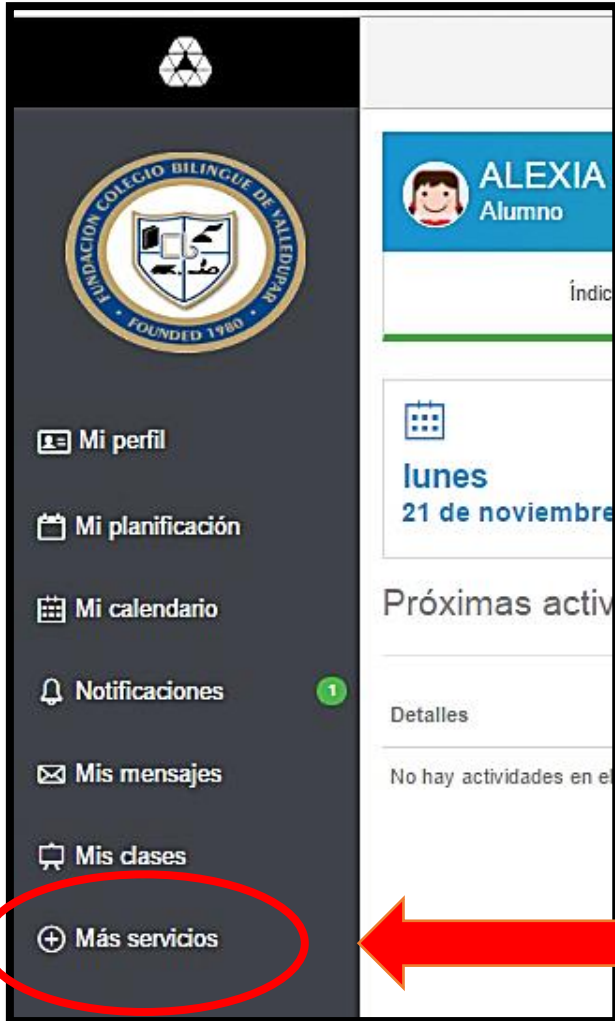 FUNDACION COLEGIO BILINGUE DE VALLEDUPAR
FOUNDED 1980
Mi perfil
Mi planificación
Mi calendario
Notificaciones 1
Mis mensajes
Mis clases
Más servicios
ALEXIA
Alumno
Índic
lunes
21 de noviembre
Próximas activ
Detalles
No hay actividades en el